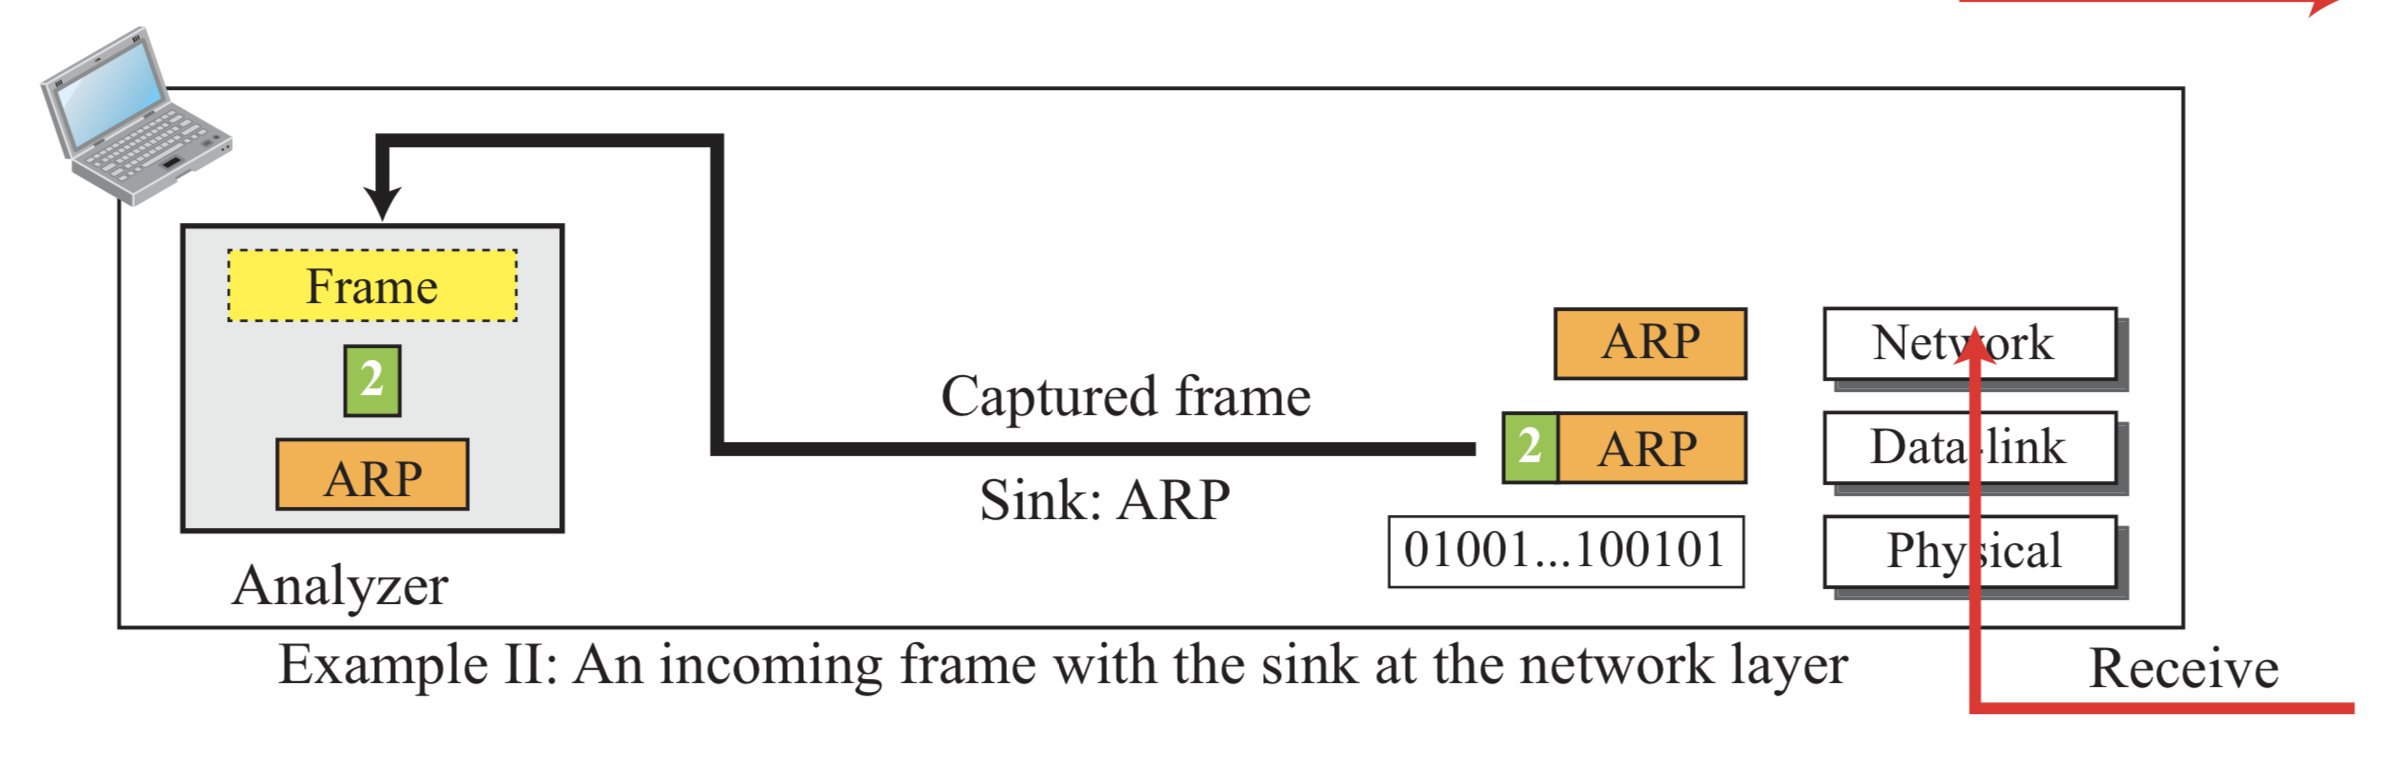 Frame
2
ARP
Analyzer
Captured frame
Sink: ARP
ARP
Network
2 ARP
Data-link
01001...100101
Physical
Example II: An incoming frame with the sink at the network layer
Receive